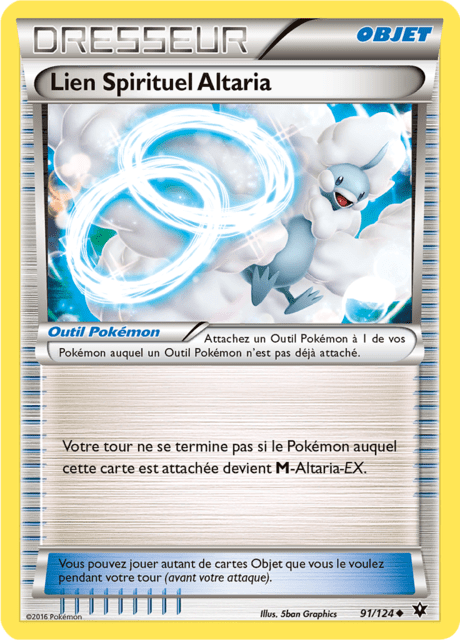 DRESSEUR
OBJET
Lien Spirituel Altaria
Outil Pokémon
Attachez un Outil Pokémon à 1 de vos
Pokémon auquel un Outil Pokémon n'est pas déjà attaché.
Votre tour ne se termine pas si le Pokémon auquel
cette carte est attachée devient M-Altaria-EX.
Vous pouvez jouer autant de cartes Objet que vous le voulez
pendant votre tour (avant votre attaque).
©2016 Pokémon
Illus. 5ban Graphics
91/124